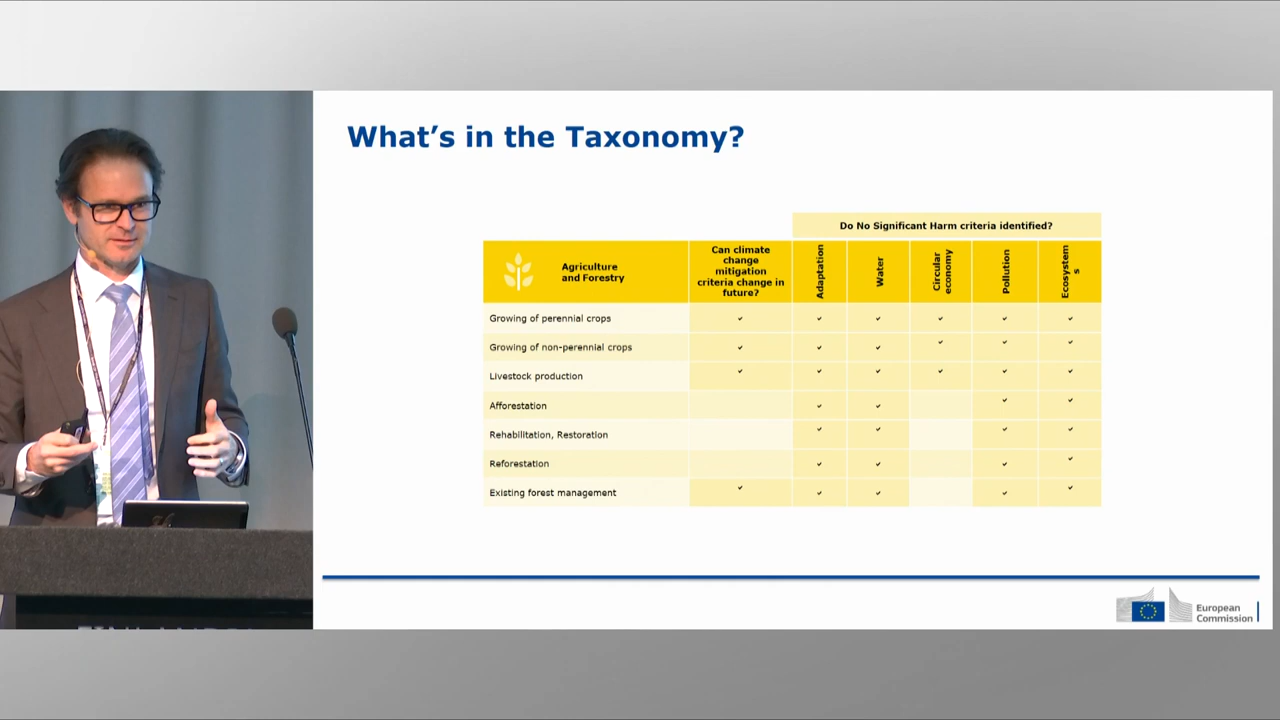 What's in the Taxonomy?
Do No Significant Harm criteria identified?
Agriculture
and Forestry
Can climate
change
mitigation
criteria change in
future?
Adaptation
Water
Circular
economy
Pollution
Ecosystem
s
Growing of perennial crops
Growing of non-perennial crops
Livestock production
Afforestation
Rehabilitation, Restoration
Reforestation
Existing forest management
European
Commission